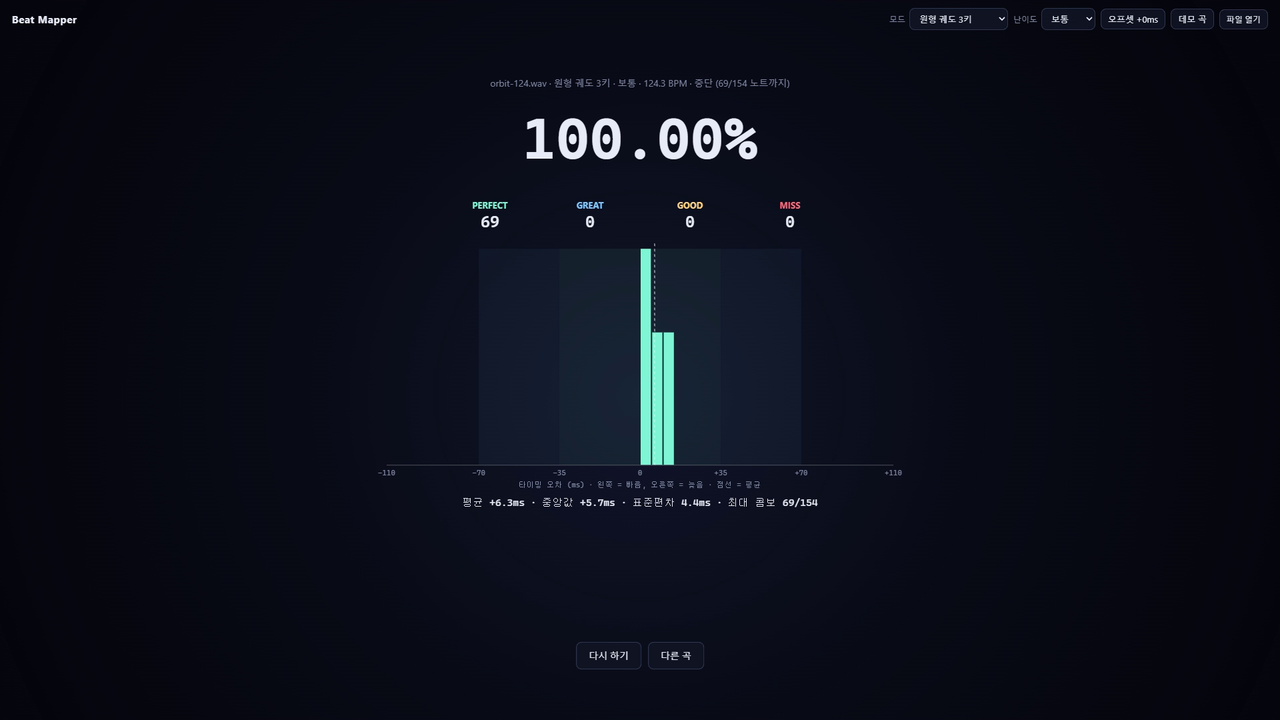 Beat Mapper 모드 원형 궤도 3키 난이도 보통 오프셋 +0ms 데모 곡 파일 열기
orbit-124.wav · 원형 궤도 3키 · 보통 · 124.3 BPM · 중단 (69/154 노트까지)
100.00%
PERFECT GREAT GOOD MISS
69 0 0 0
−110 −70 −35 0 +35 +70 +110
타이밍 오차 (ms) · 왼쪽 = 빠름, 오른쪽 = 늦음 · 점선 = 평균
평균 +6.3ms · 중앙값 +5.7ms · 표준편차 4.4ms · 최대 콤보 69/154
다시 하기 다른 곡